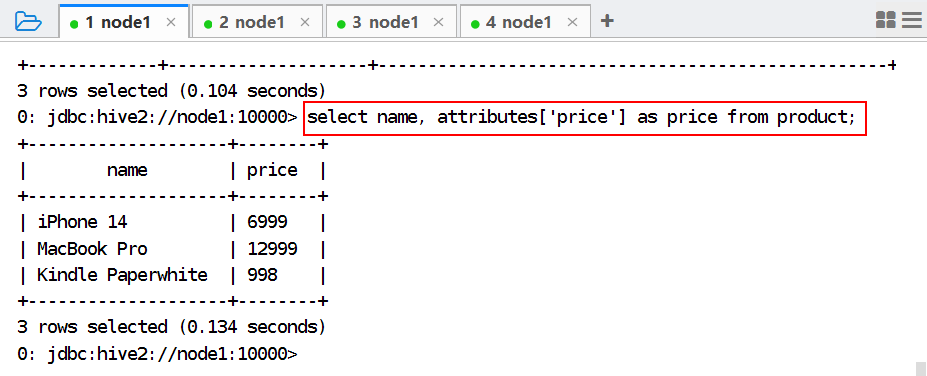 1 node1 × 2 node1 × 3 node1 × 4 node1 × +
+-------------+--------------------+---------------------------------------------------+
3 rows selected (0.104 seconds)
0: jdbc:hive2://node1:10000> select name, attributes['price'] as price from product;
+--------------------+--------+
|        name        | price  |
+--------------------+--------+
| iPhone 14          | 6999   |
| MacBook Pro        | 12999  |
| Kindle Paperwhite  | 998    |
+--------------------+--------+
3 rows selected (0.134 seconds)
0: jdbc:hive2://node1:10000>